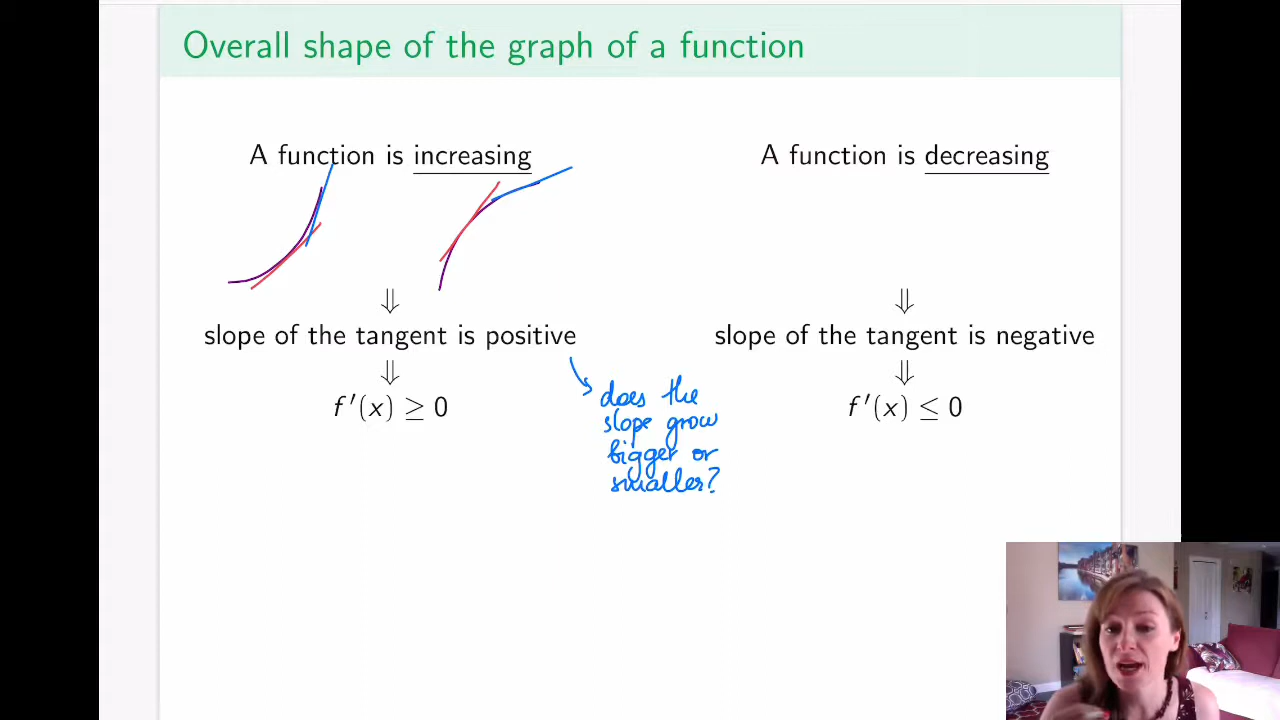 Overall shape of the graph of a function
A function is increasing
⇓
slope of the tangent is positive
⇓
f′(x) ≥ 0
does the
slope grow
bigger or
smaller?
A function is decreasing
⇓
slope of the tangent is negative
⇓
f′(x) ≤ 0